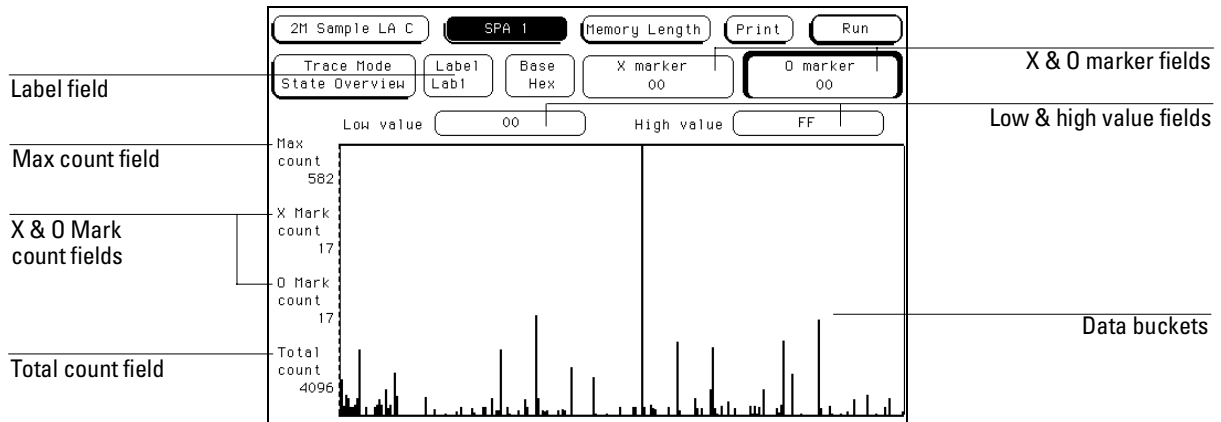 2M Sample LA C
SPA 1
Memory Length
Print
Run
Trace Mode
State Overview
Label
Lab1
Base
Hex
X marker
00
O marker
00
Low value
00
High value
FF
Max
count
582
X Mark
count
17
O Mark
count
17
Total
count
4096
Label field
Max count field
X & O Mark
count fields
Total count field
X & O marker fields
Low & high value fields
Data buckets